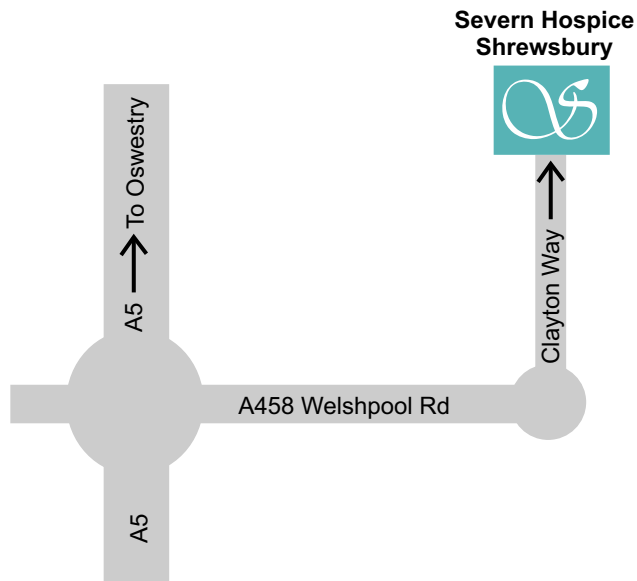 Severn Hospice
Shrewsbury
S
To Oswestry
A5
Clayton Way
A458 Welshpool Rd
A5